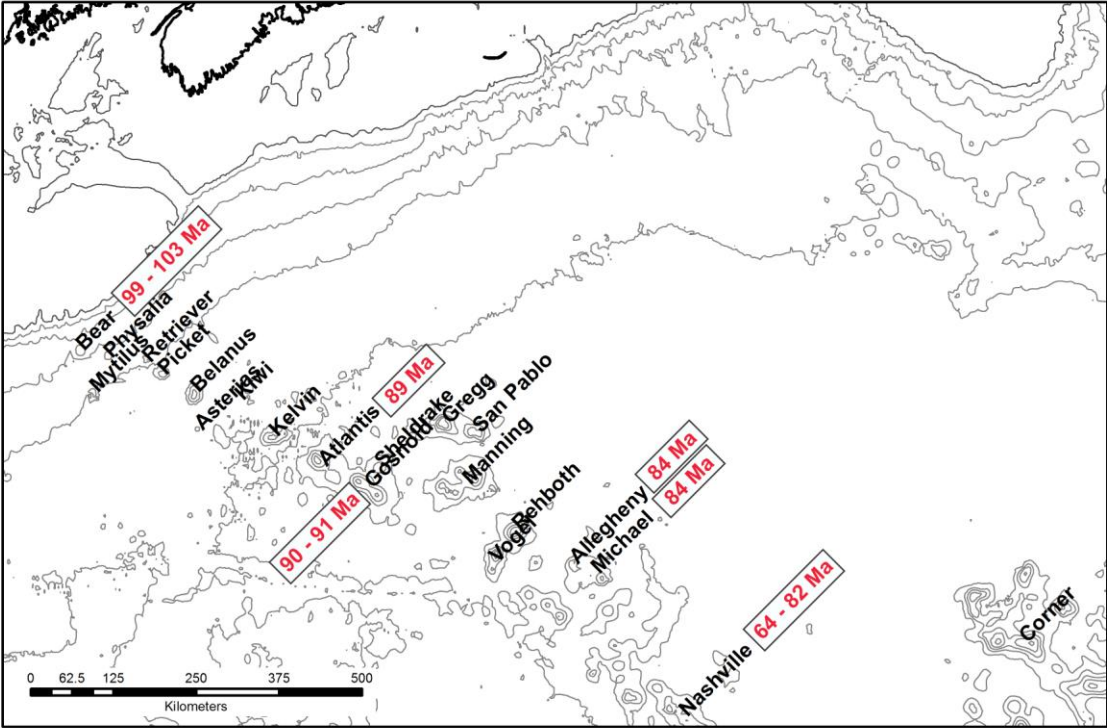 99 - 103 Ma
Bear
Physalia
Mytilus
Retriever
Picket
Belanus
Asterias
Kiwi
Kelvin
Atlantis
89 Ma
Sheldrake
Gosnold
Gregg
San Pablo
Manning
90 - 91 Ma
Rehboth
Vogel
84 Ma
84 Ma
Allegheny
Michael
64 - 82 Ma
Nashville
Corner
0 62.5 125 250 375 500
Kilometers